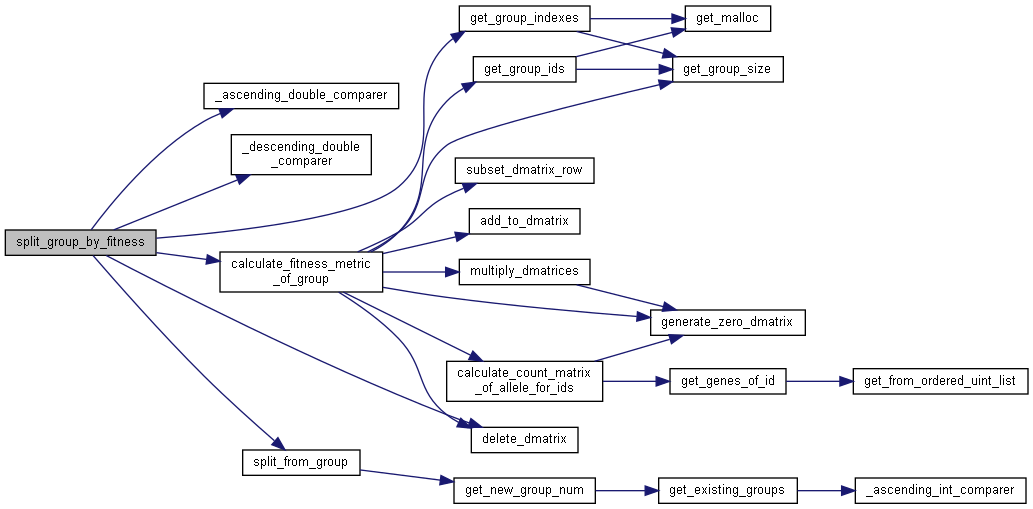 get_group_indexes
get_malloc
get_group_ids
get_group_size
_ascending_double_comparer
_descending_double
_comparer
subset_dmatrix_row
add_to_dmatrix
split_group_by_fitness
calculate_fitness_metric
_of_group
multiply_dmatrices
generate_zero_dmatrix
calculate_count_matrix
_of_allele_for_ids
get_genes_of_id
get_from_ordered_uint_list
delete_dmatrix
split_from_group
get_new_group_num
get_existing_groups
_ascending_int_comparer